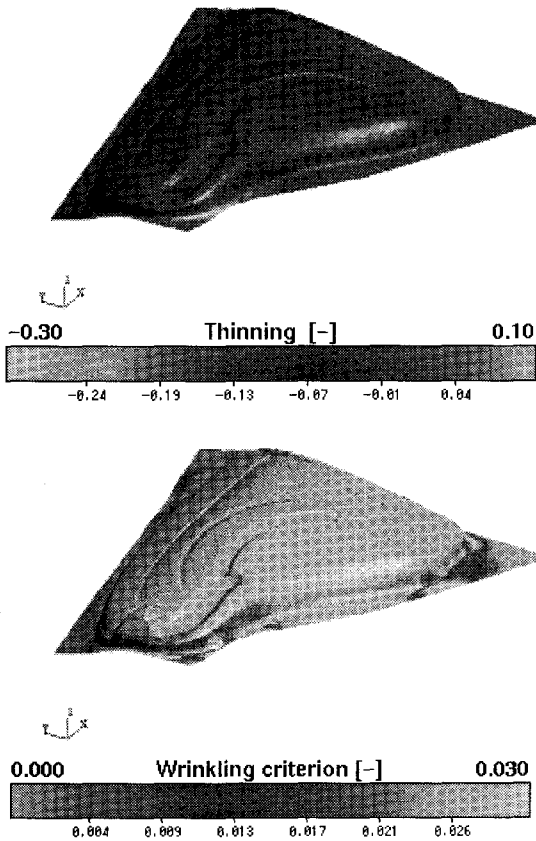 z
Y X
-0.30 Thinning [-] 0.10
-0.24 -0.19 -0.13 -0.07 -0.01 0.04
z
Y X
0.000 Wrinkling criterion [-] 0.030
0.004 0.009 0.013 0.017 0.021 0.026